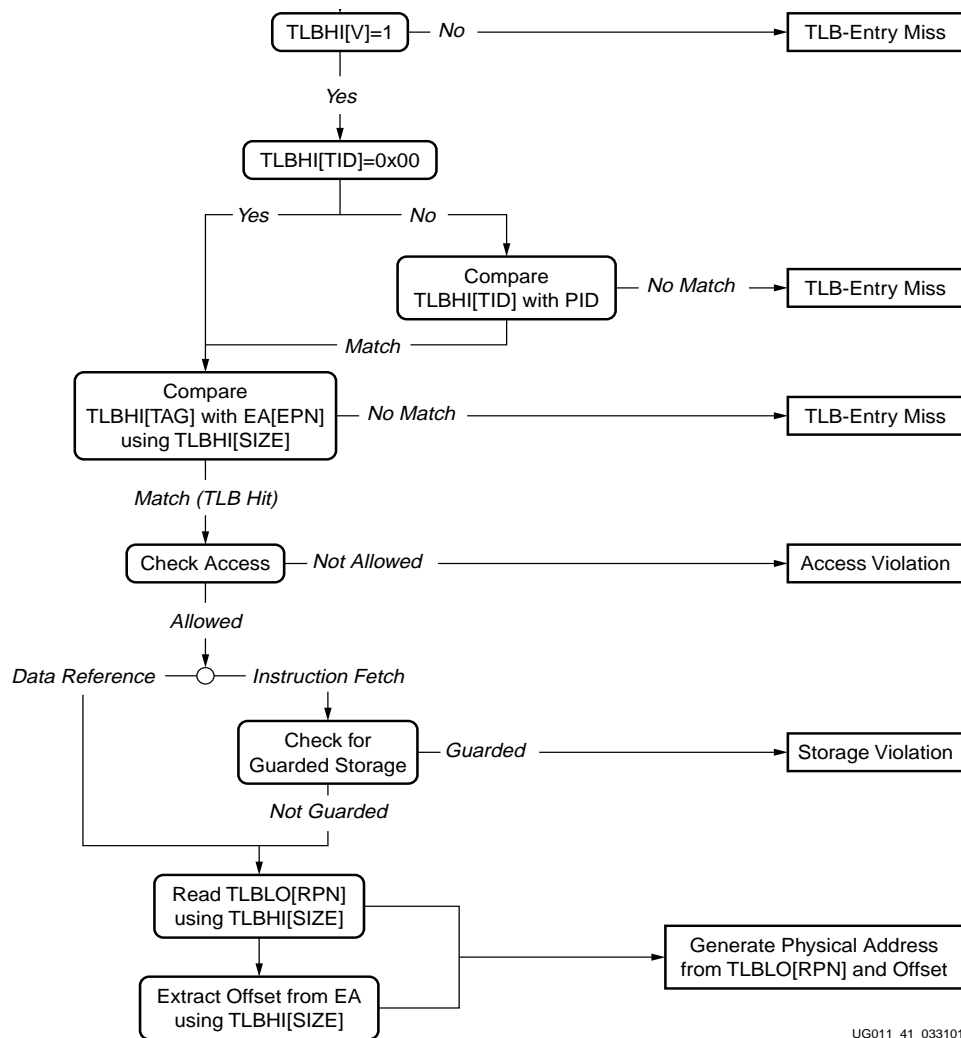 TLBHI[V]=1
No
TLB-Entry Miss
Yes
TLBHI[TID]=0x00
Yes
No
Compare
TLBHI[TID] with PID
No Match
TLB-Entry Miss
Match
Compare
TLBHI[TAG] with EA[EPN]
using TLBHI[SIZE]
No Match
TLB-Entry Miss
Match (TLB Hit)
Check Access
Not Allowed
Access Violation
Allowed
Data Reference
Instruction Fetch
Check for
Guarded Storage
Guarded
Storage Violation
Not Guarded
Read TLBLO[RPN]
using TLBHI[SIZE]
Generate Physical Address
from TLBLO[RPN] and Offset
Extract Offset from EA
using TLBHI[SIZE]
UG011_41_033101